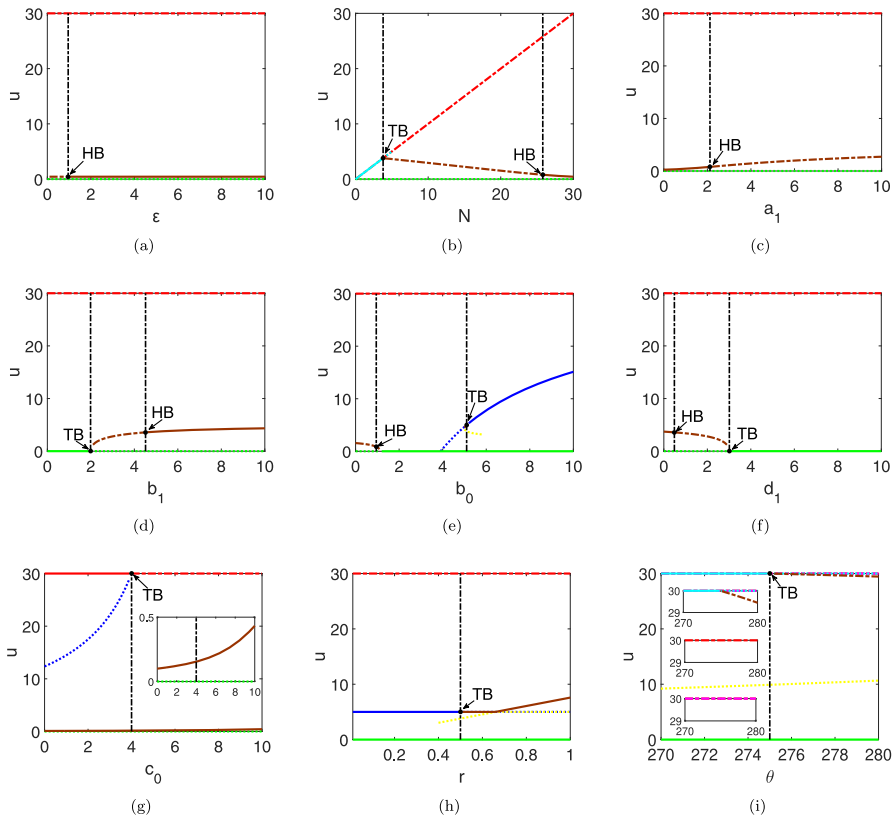 30
20
10
0
u
HB
0 2 4 6 8 10
ε
(a)
30
20
10
0
u
TB
HB
0 10 20 30
N
(b)
30
20
10
0
u
HB
0 2 4 6 8 10
a1
(c)
30
20
10
0
u
TB
HB
0 2 4 6 8 10
b1
(d)
30
20
10
0
u
HB
TB
0 2 4 6 8 10
b0
(e)
30
20
10
0
u
HB
TB
0 2 4 6 8 10
d1
(f)
30
20
10
0
u
TB
0.5
0
0 2 4 6 8 10
0 2 4 6 8 10
c0
(g)
30
20
10
0
u
TB
0.2 0.4 0.6 0.8 1
r
(h)
30
20
10
0
u
TB
30
29
270 280
30
29
270 280
30
29
270 280
270 272 274 276 278 280
θ
(i)